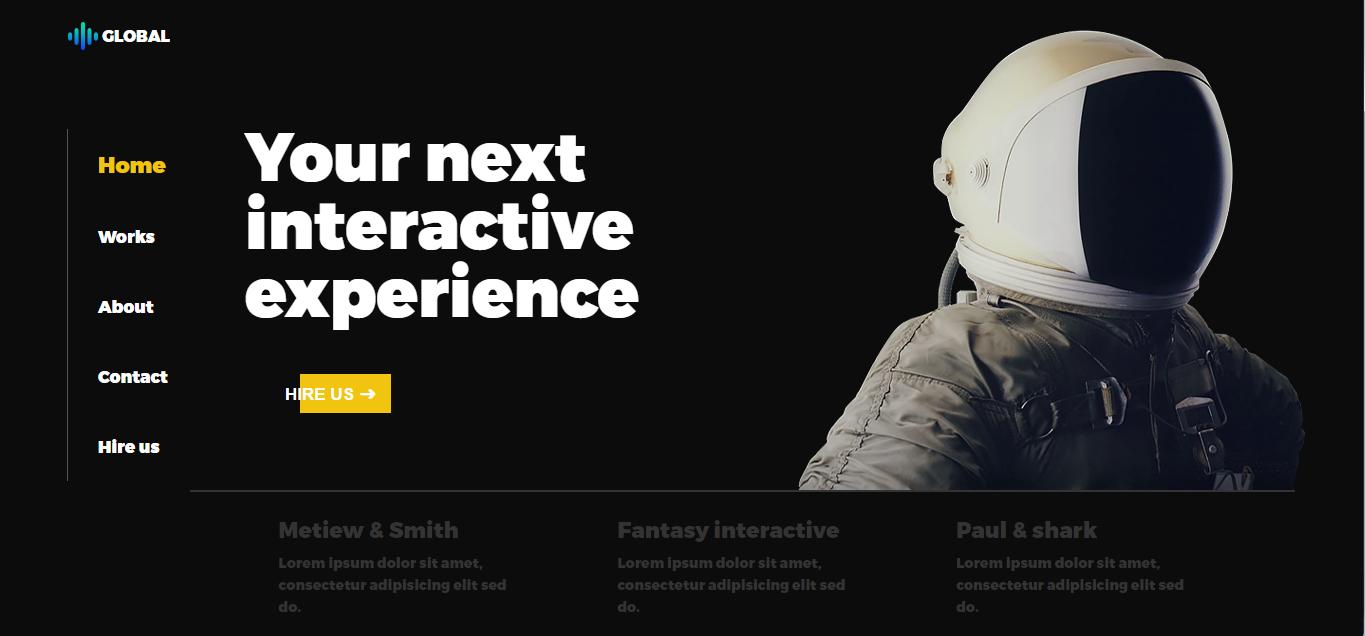 GLOBAL
Home
Works
About
Contact
Hire us
Your next
interactive
experience
HIRE US ➔
Metiew & Smith
Lorem ipsum dolor sit amet,
consectetur adipisicing elit sed
do.
Fantasy interactive
Lorem ipsum dolor sit amet,
consectetur adipisicing elit sed
do.
Paul & shark
Lorem ipsum dolor sit amet,
consectetur adipisicing elit sed
do.